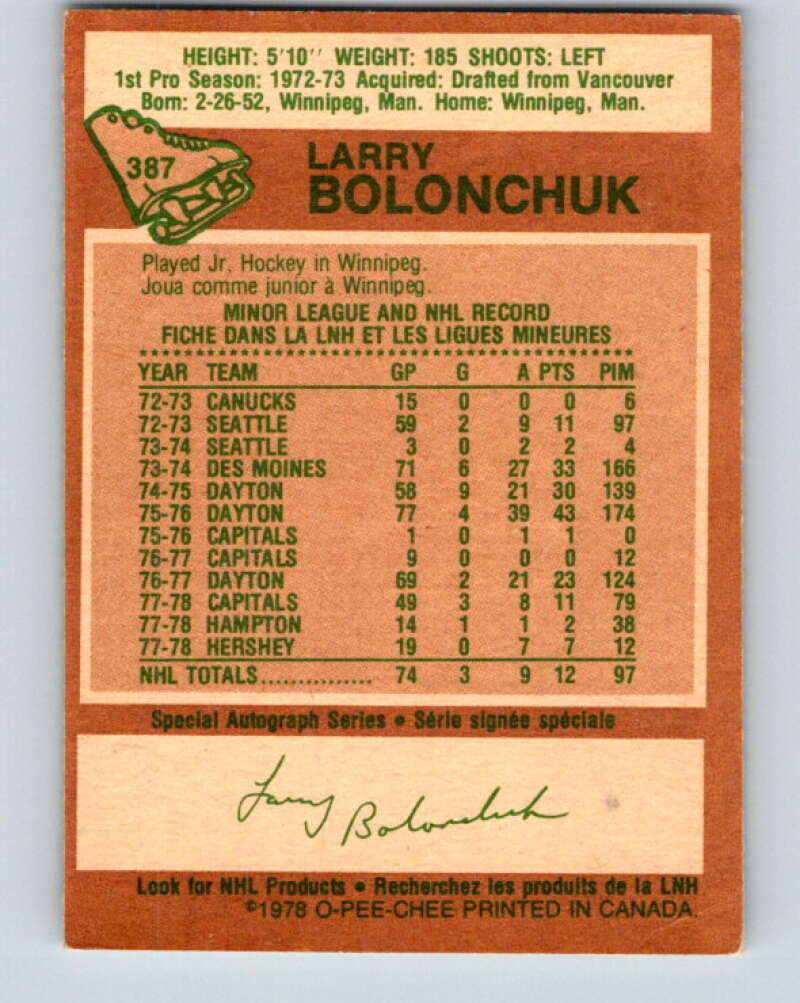 HEIGHT: 5'10'' WEIGHT: 185 SHOOTS: LEFT
1st Pro Season: 1972-73 Acquired: Drafted from Vancouver
Born: 2-26-52, Winnipeg, Man. Home: Winnipeg, Man.
387
LARRY
BOLONCHUK
Played Jr. Hockey in Winnipeg.
Joua comme junior à Winnipeg.
MINOR LEAGUE AND NHL RECORD
FICHE DANS LA LNH ET LES LIGUES MINEURES
YEAR TEAM GP G A PTS PIM
72-73 CANUCKS 15 0 0 0 6
72-73 SEATTLE 59 2 9 11 97
73-74 SEATTLE 3 0 2 2 4
73-74 DES MOINES 71 6 27 33 166
74-75 DAYTON 58 9 21 30 139
75-76 DAYTON 77 4 39 43 174
75-76 CAPITALS 1 0 1 1 0
76-77 CAPITALS 9 0 0 0 12
76-77 DAYTON 69 2 21 23 124
77-78 CAPITALS 49 3 8 11 79
77-78 HAMPTON 14 1 1 2 38
77-78 HERSHEY 19 0 7 7 12
NHL TOTALS............... 74 3 9 12 97
Special Autograph Series • Série signée spéciale
Larry Bolonchuk
Look for NHL Products • Recherchez les produits de la LNH
©1978 O-PEE-CHEE PRINTED IN CANADA.